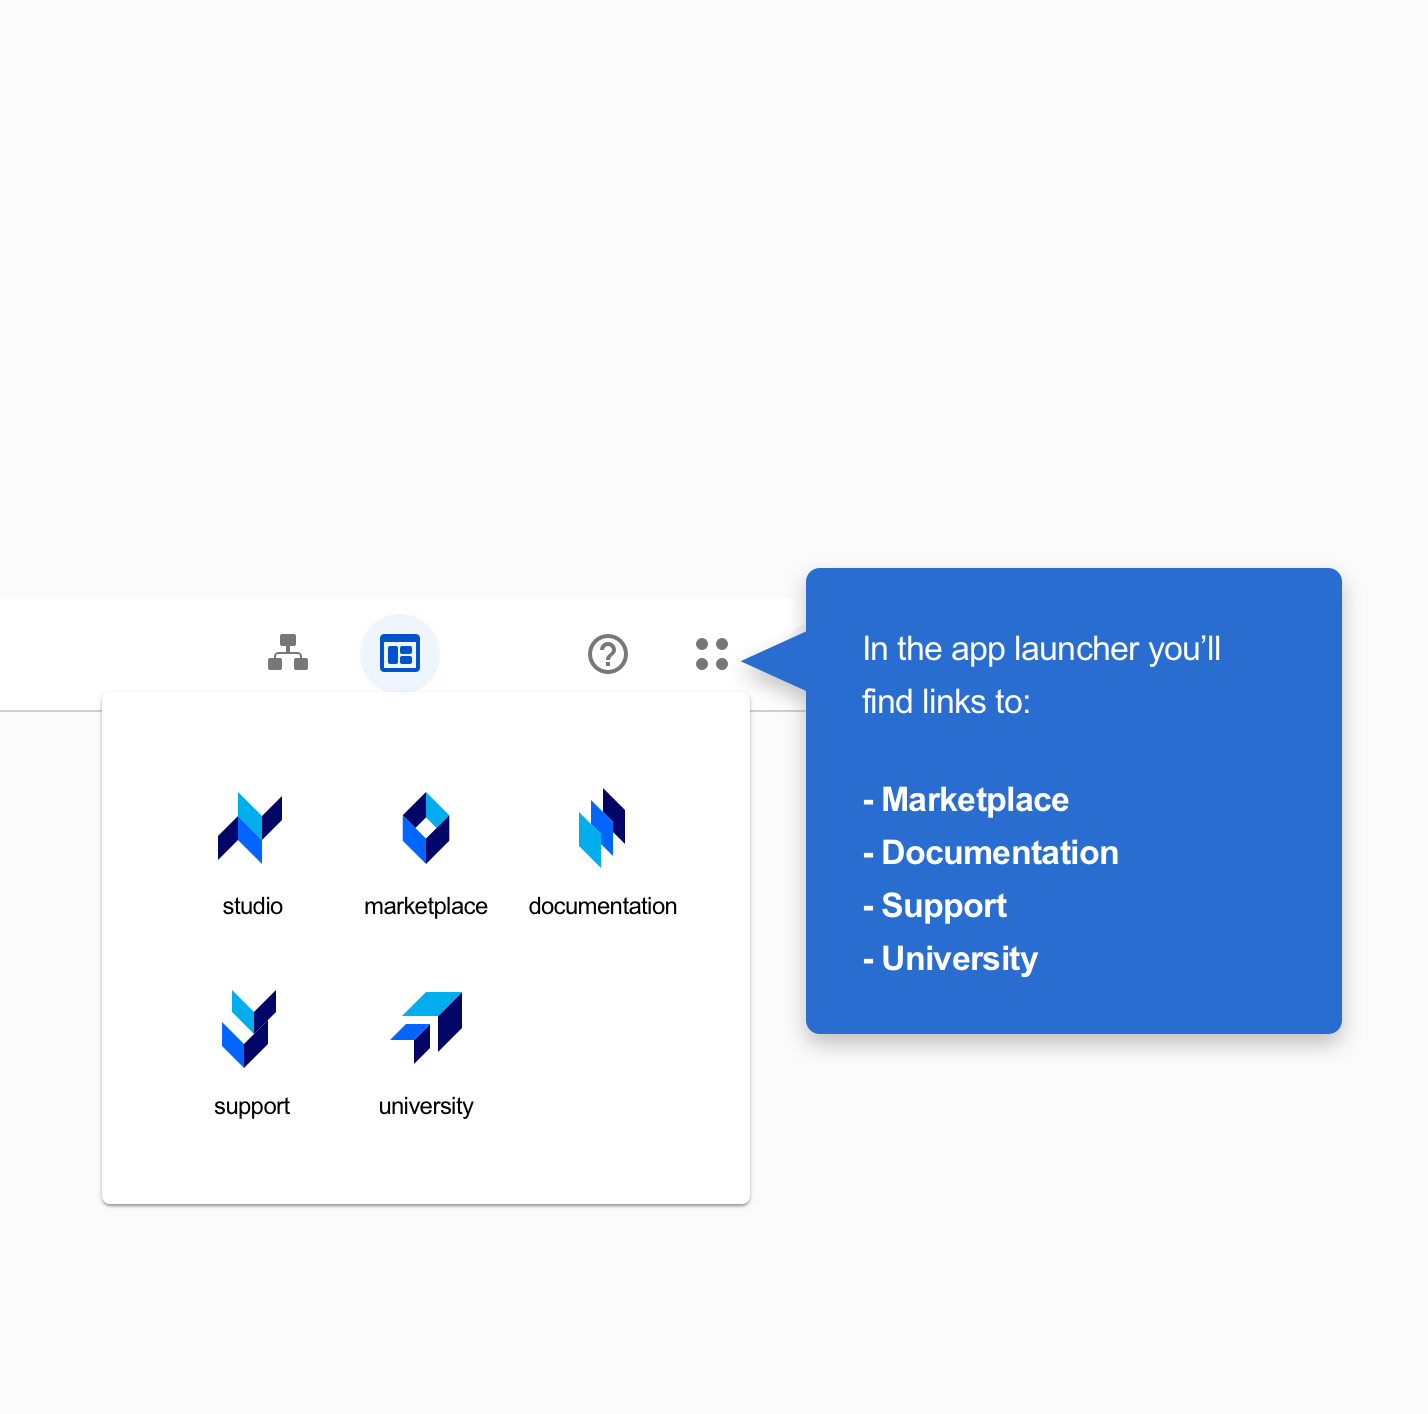 In the app launcher you’ll
find links to:
- Marketplace
- Documentation
- Support
- University
studio
marketplace
documentation
support
university